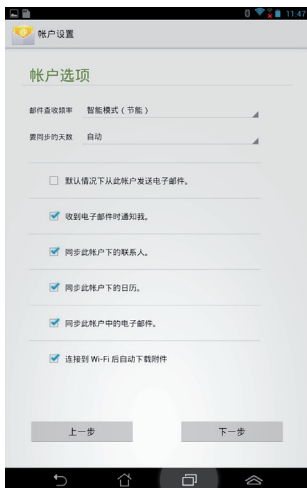 11:47
帐户设置
帐户选项
邮件查收频率 智能模式（节能）
要同步的天数 自动
默认情况下从此帐户发送电子邮件。
收到电子邮件时通知我。
同步此帐户下的联系人。
同步此帐户下的日历。
同步此帐户中的电子邮件。
连接到 Wi-Fi 后自动下载附件
上一步 下一步